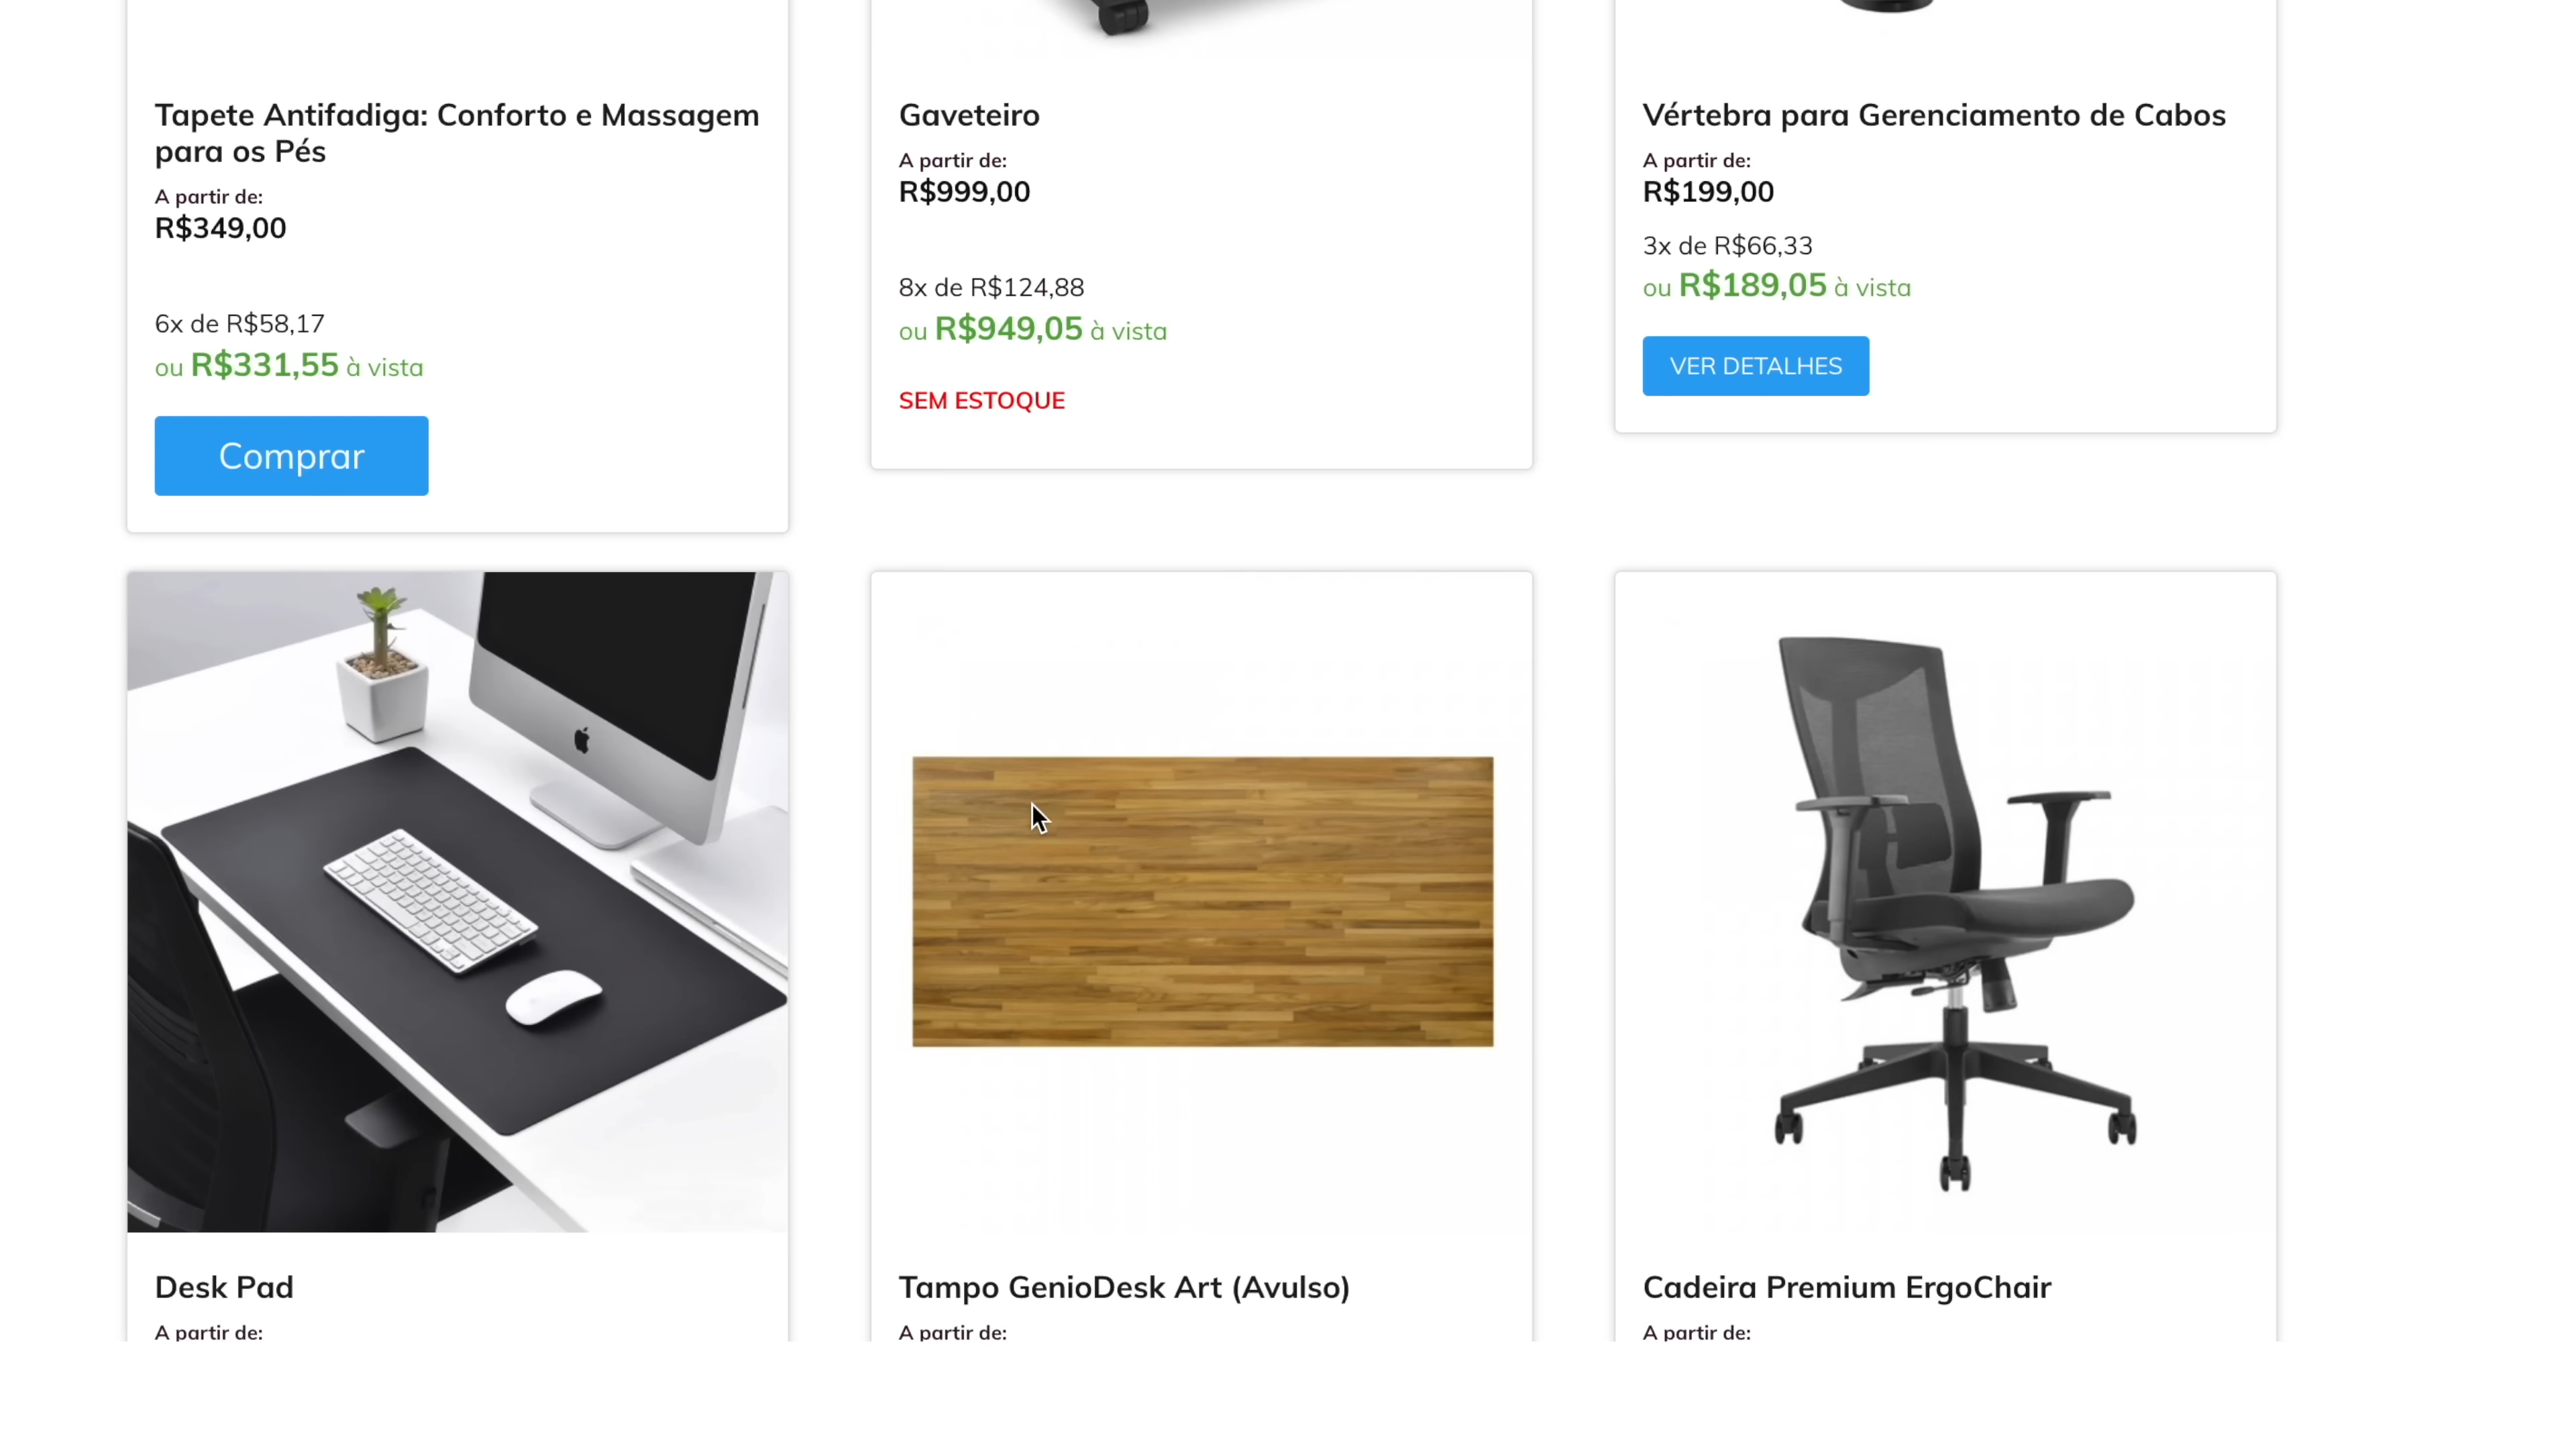 Tapete Antifadiga: Conforto e Massagem
para os Pés
A partir de:
R$349,00
6x de R$58,17
ou R$331,55 à vista
Comprar
Gaveteiro
A partir de:
R$999,00
8x de R$124,88
ou R$949,05 à vista
SEM ESTOQUE
Vértebra para Gerenciamento de Cabos
A partir de:
R$199,00
3x de R$66,33
ou R$189,05 à vista
VER DETALHES
Desk Pad
A partir de:
Tampo GenioDesk Art (Avulso)
A partir de:
Cadeira Premium ErgoChair
A partir de: